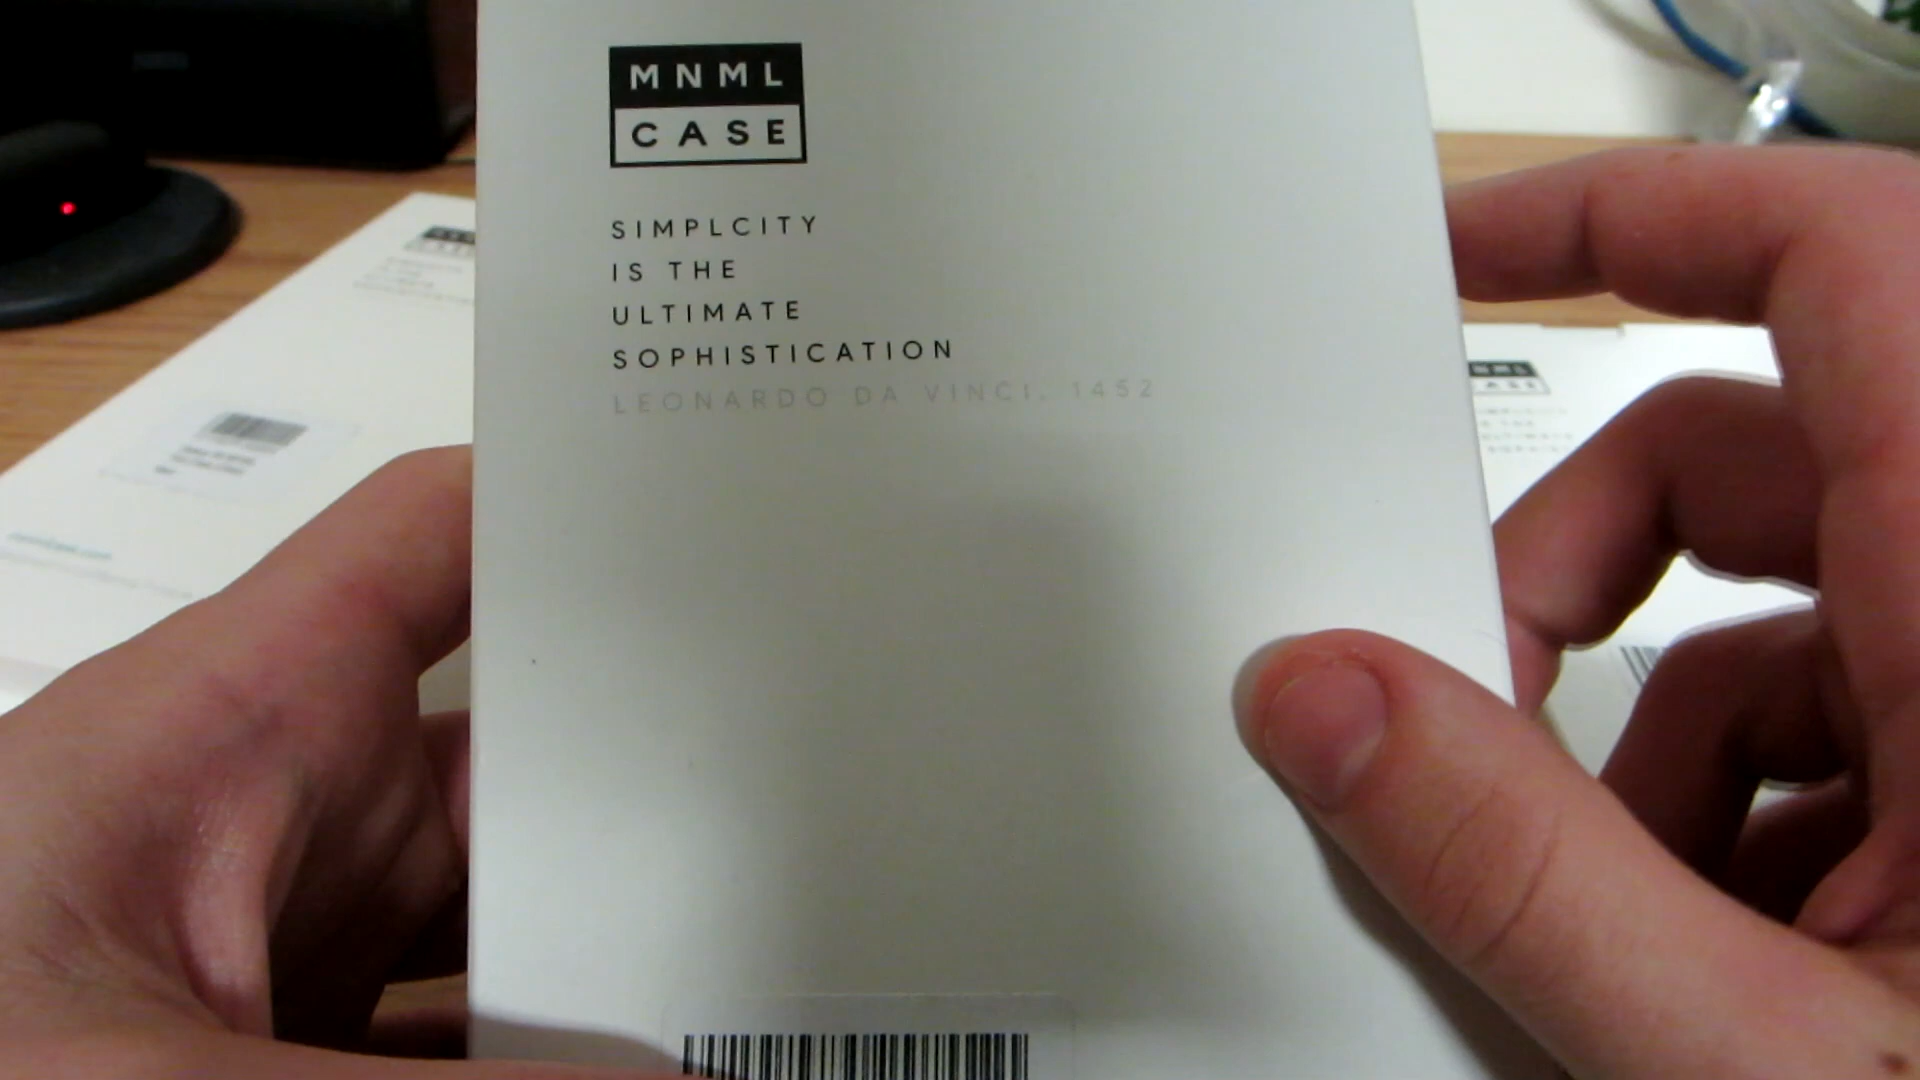 MNML
CASE
SIMPLCITY
IS THE
ULTIMATE
SOPHISTICATION
LEONARDO DA VINCI, 1452